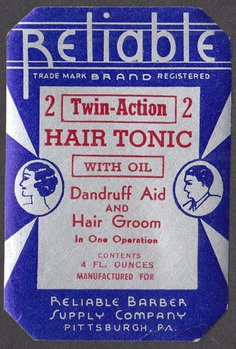 Reliable
TRADE MARK BRAND REGISTERED
2 Twin-Action 2
HAIR TONIC
WITH OIL
Dandruff Aid
AND
Hair Groom
In One Operation
CONTENTS
4 FL. OUNCES
MANUFACTURED FOR
RELIABLE BARBER
SUPPLY COMPANY
PITTSBURGH, PA.